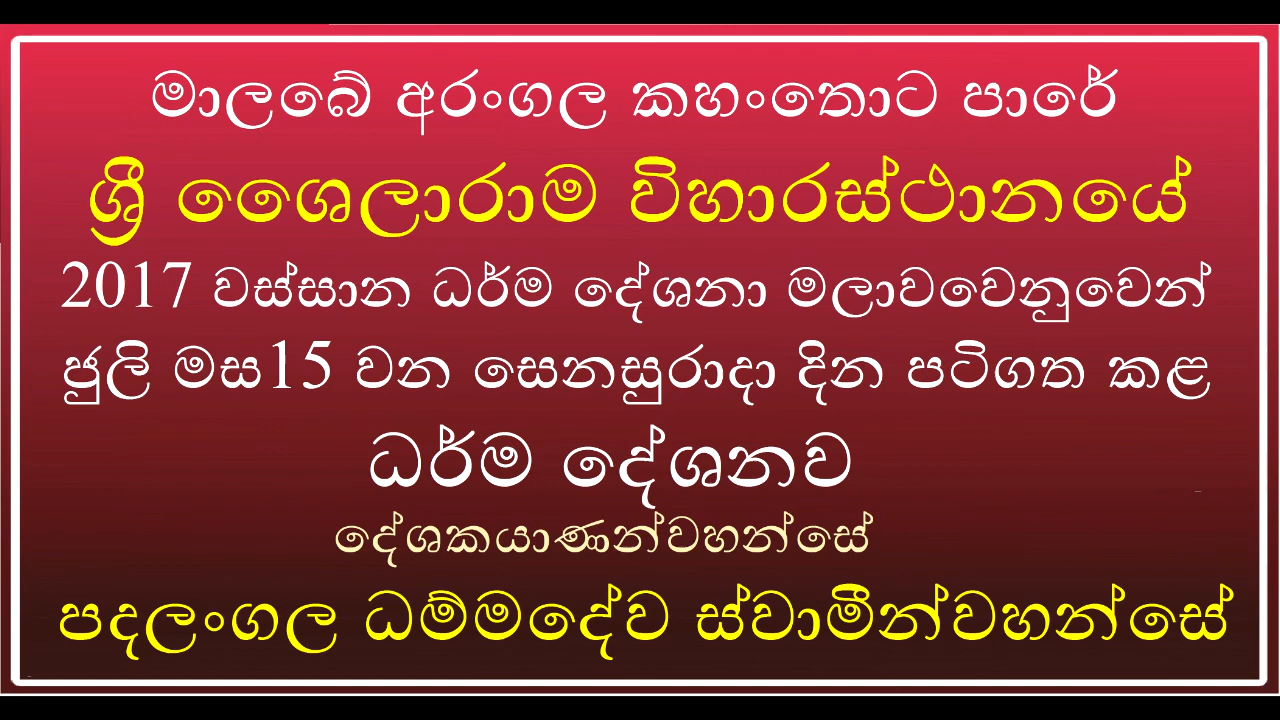 මාලබේ අරංගල කහංතොට පාරේ
ශ්‍රී ශෛලාරාම විහාරස්ථානයේ
2017 වස්සාන ධර්ම දේශනා මලාවවෙනුවෙන්
ජුලි මස15 වන සෙනසුරාදා දින පටිගත කළ
ධර්ම දේශනව
දේශකයාණන්වහන්සේ
පදලංගල ධම්මදේව ස්වාමීන්වහන්සේ